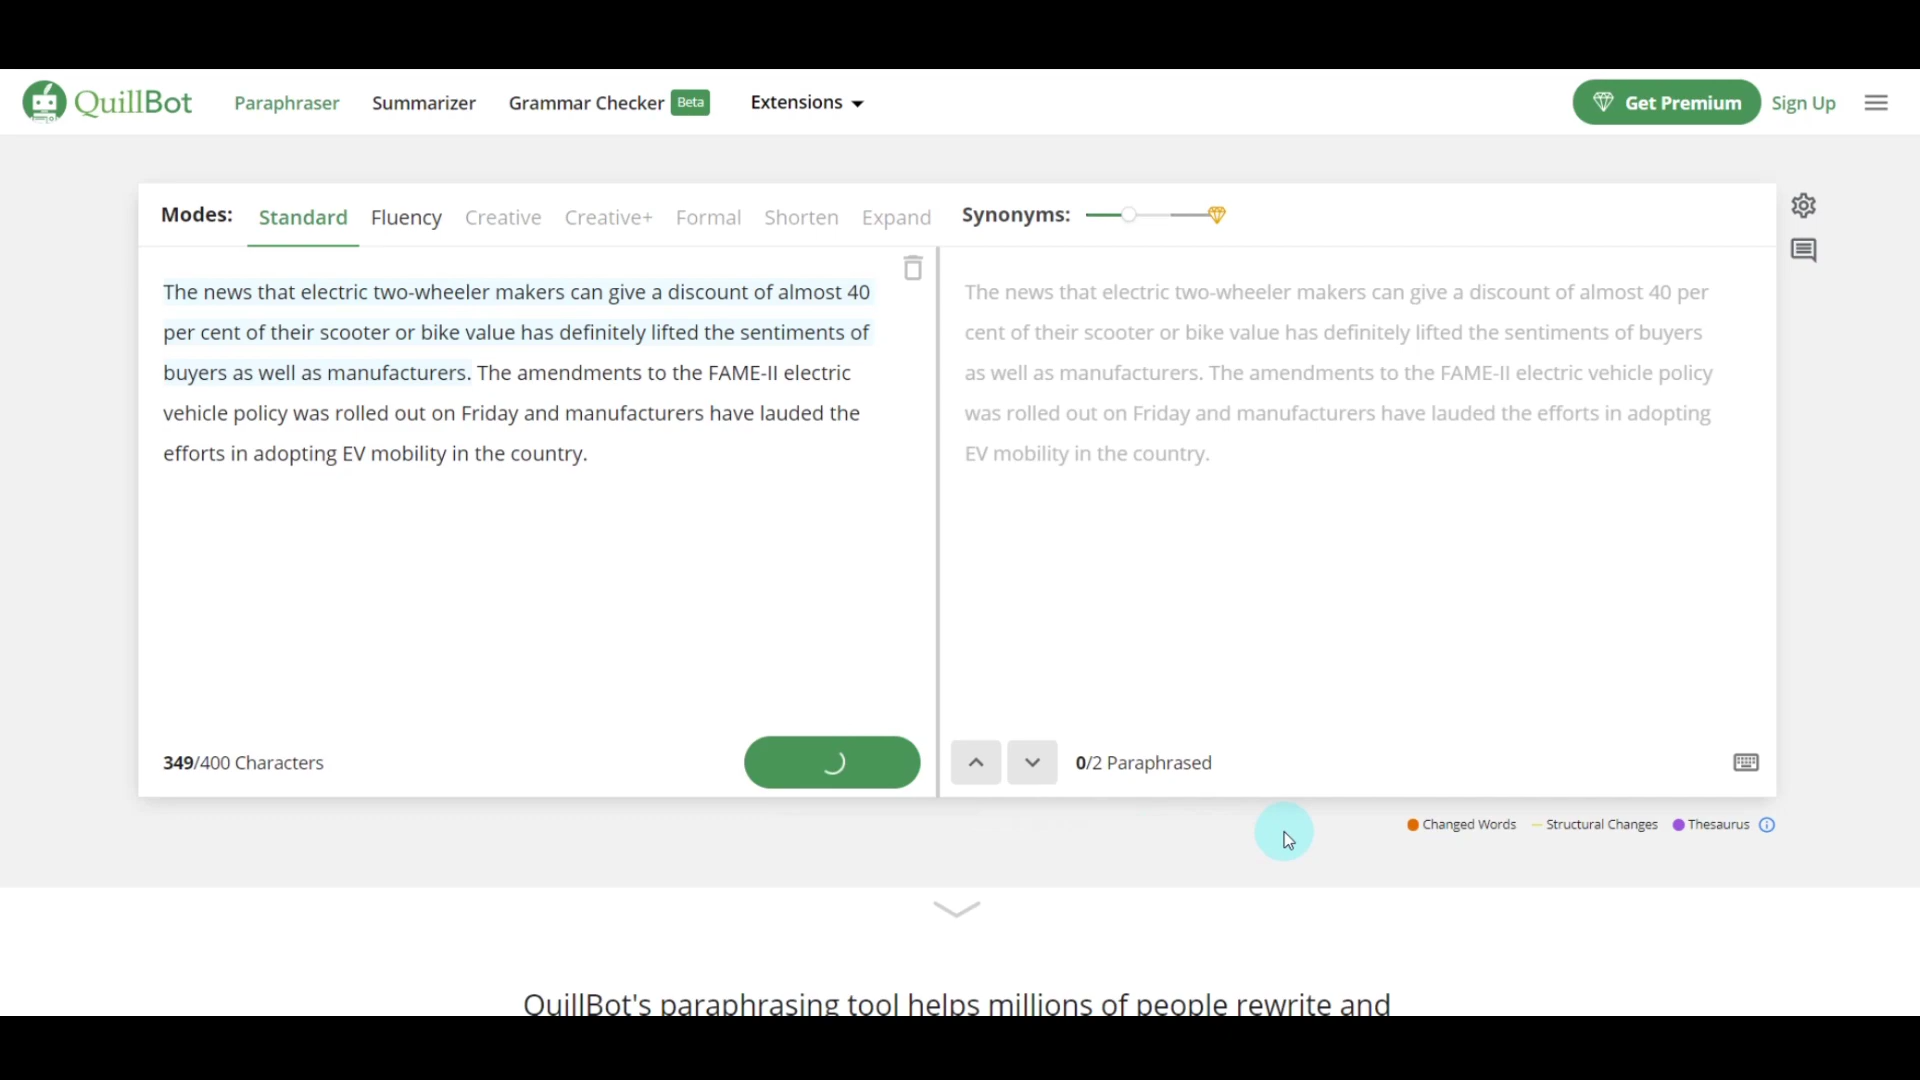 QuillBot Paraphraser Summarizer Grammar Checker Beta Extensions Get Premium Sign Up
Modes: Standard Fluency Creative Creative+ Formal Shorten Expand Synonyms:
The news that electric two-wheeler makers can give a discount of almost 40
per cent of their scooter or bike value has definitely lifted the sentiments of
buyers as well as manufacturers. The amendments to the FAME-II electric
vehicle policy was rolled out on Friday and manufacturers have lauded the
efforts in adopting EV mobility in the country.
349/400 Characters
The news that electric two-wheeler makers can give a discount of almost 40 per
cent of their scooter or bike value has definitely lifted the sentiments of buyers
as well as manufacturers. The amendments to the FAME-II electric vehicle policy
was rolled out on Friday and manufacturers have lauded the efforts in adopting
EV mobility in the country.
0/2 Paraphrased
Changed Words Structural Changes Thesaurus
QuillBot's paraphrasing tool helps millions of people rewrite and